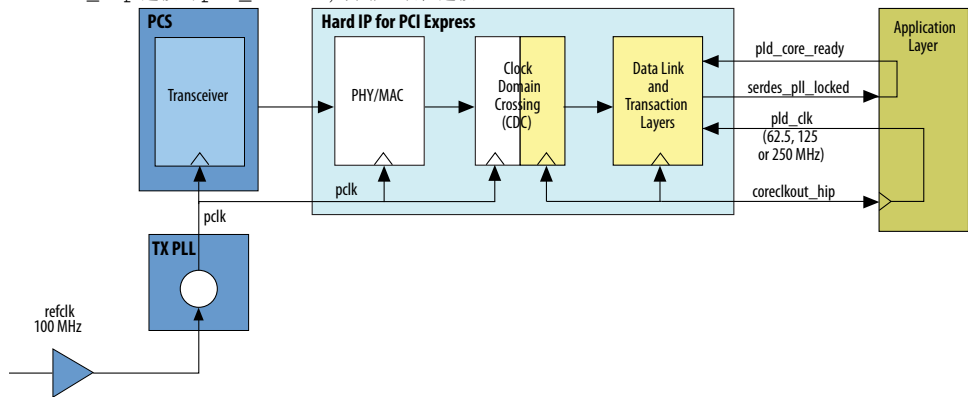 PCS
Hard IP for PCI Express
Application
Layer
Transceiver
PHY/MAC
Clock
Domain
Crossing
(CDC)
Data Link
and
Transaction
Layers
pld_core_ready
serdes_pll_locked
pld_clk
(62.5, 125
or 250 MHz)
coreclkout_hip
pclk
pclk
TX PLL
refclk
100 MHz